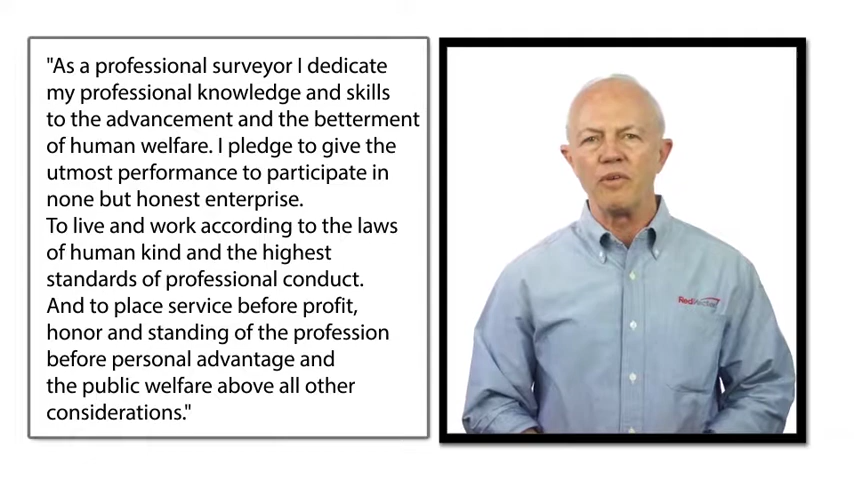 "As a professional surveyor I dedicate
my professional knowledge and skills
to the advancement and the betterment
of human welfare. I pledge to give the
utmost performance to participate in
none but honest enterprise.
To live and work according to the laws
of human kind and the highest
standards of professional conduct.
And to place service before profit,
honor and standing of the profession
before personal advantage and
the public welfare above all other
considerations."
RedVector